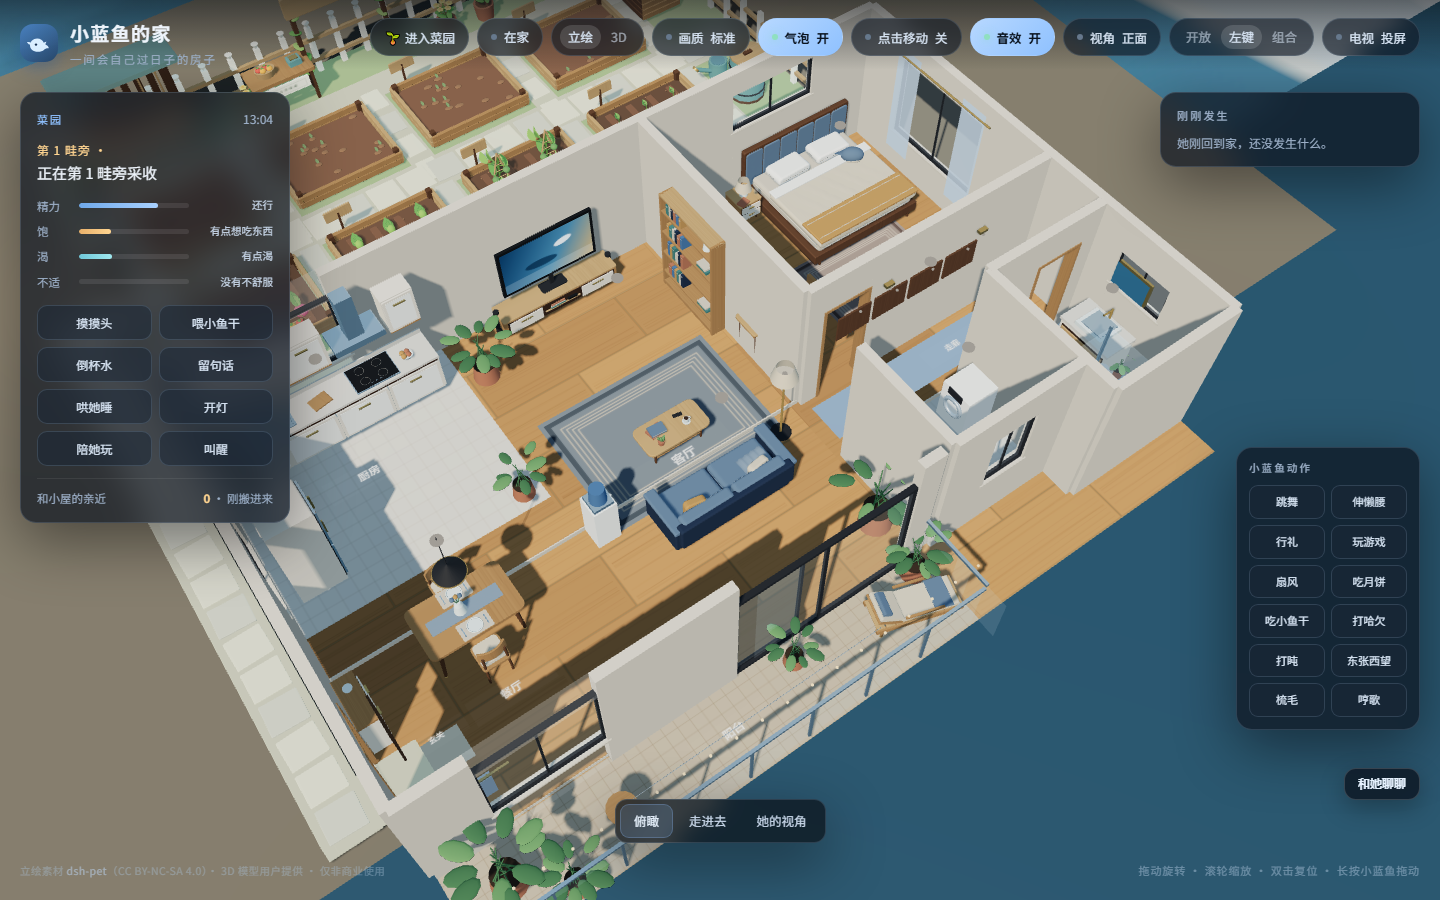 小蓝鱼的家
一间会自己过日子的房子
进入菜园
在家
立绘 3D
画质 标准
气泡 开
点击移动 关
音效 开
视角 正面
开放 左键 组合
电视 投屏
菜园 13:04
第 1 畦旁 •
正在第 1 畦旁采收
精力 还行
饱 有点想吃东西
渴 有点渴
不适 没有不舒服
摸摸头 喂小鱼干
倒杯水 留句话
哄她睡 开灯
陪她玩 叫醒
和小屋的亲近 0 · 刚搬进来
刚刚发生
她刚回到家，还没发生什么。
厨房
客厅
餐厅
玄关
阳台
小蓝鱼动作
跳舞 伸懒腰
行礼 玩游戏
扇风 吃月饼
吃小鱼干 打哈欠
打盹 东张西望
梳毛 哼歌
和她聊聊
俯瞰 走进去 她的视角
立绘素材 dsh-pet（CC BY-NC-SA 4.0）· 3D 模型用户提供 · 仅非商业使用
拖动旋转 · 滚轮缩放 · 双击复位 · 长按小蓝鱼拖动